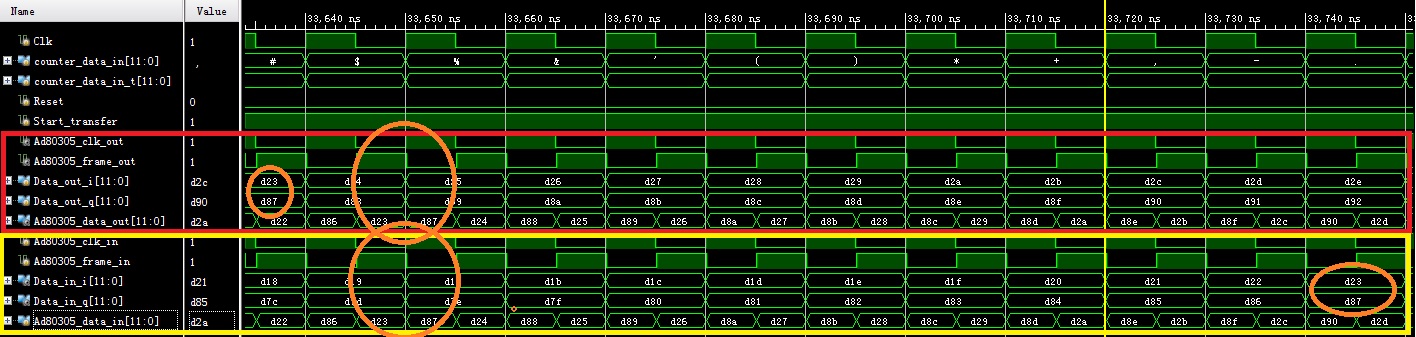 Name Value 33,640 ns 33,650 ns 33,660 ns 33,670 ns 33,680 ns 33,690 ns 33,700 ns 33,710 ns 33,720 ns 33,730 ns 33,740 ns
Clk 1
counter_data_in[11:0] , # $ % & ' ( ) * + , - .
counter_data_in_t[11:0]
Reset 0
Start_transfer 1
Ad80305_clk_out 1
Ad80305_frame_out 1
Data_out_i[11:0] d2c d23 d24 d25 d26 d27 d28 d29 d2a d2b d2c d2d d2e
Data_out_q[11:0] d90 d87 d88 d89 d8a d8b d8c d8d d8e d8f d90 d91 d92
Ad80305_data_out[11:0] d2a d22 d86 d23 d87 d24 d88 d25 d89 d26 d8a d27 d8b d28 d8c d29 d8d d2a d8e d2b d8f d2c d90 d2d
Ad80305_clk_in 1
Ad80305_frame_in 1
Data_in_i[11:0] d21 d18 d19 d1b d1c d1d d1e d1f d20 d21 d22 d23
Data_in_q[11:0] d85 d7c d7f d80 d81 d82 d83 d84 d85 d86 d87
Ad80305_data_in[11:0] d2a d22 d86 d23 d87 d24 d88 d25 d89 d26 d8a d27 d8b d28 d8c d29 d8d d2a d8e d2b d8f d2c d90 d2d